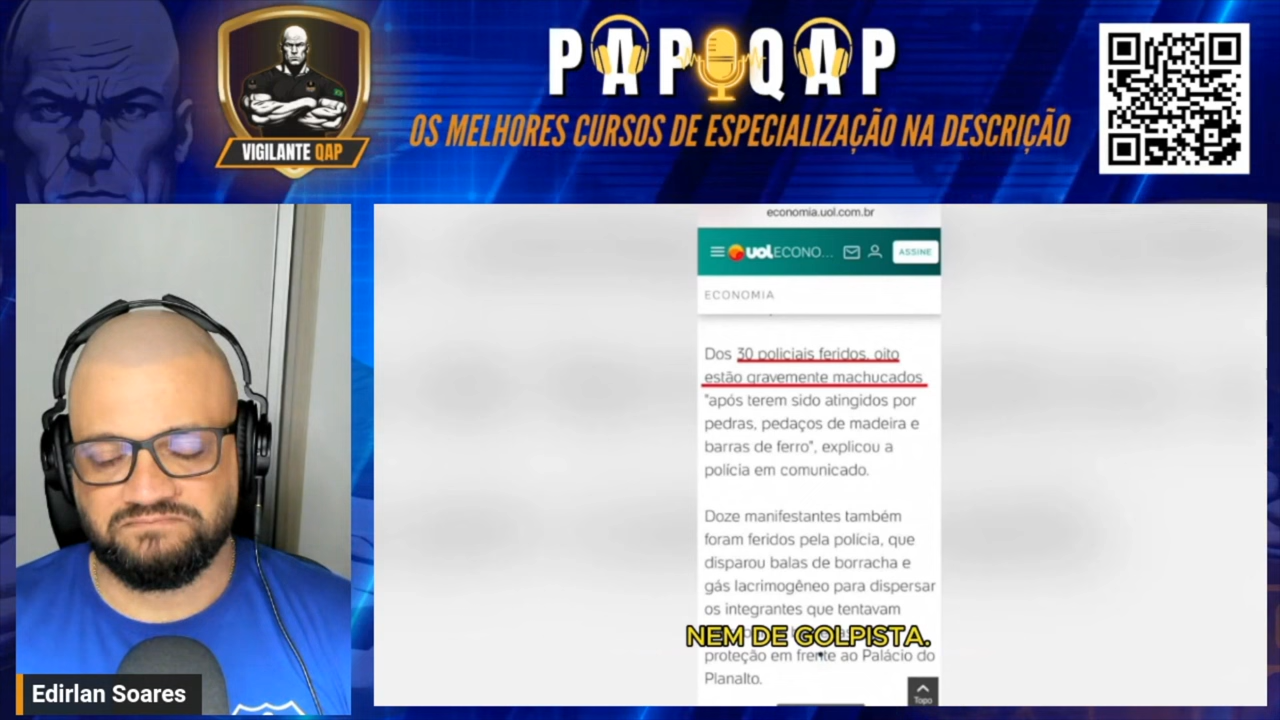 PAPO QAP
OS MELHORES CURSOS DE ESPECIALIZAÇÃO NA DESCRIÇÃO
VIGILANTE QAP
economia.uol.com.br
uol ECONO...
ASSINE
ECONOMIA
Dos 30 policiais feridos, oito
estão gravemente machucados
"após terem sido atingidos por
pedras, pedaços de madeira e
barras de ferro", explicou a
polícia em comunicado.
Doze manifestantes também
foram feridos pela polícia, que
disparou balas de borracha e
gás lacrimogêneo para dispersar
os integrantes que tentavam
NEM DE GOLPISTA.
proteção em frente ao Palácio do
Planalto.
Topo
Edirlan Soares